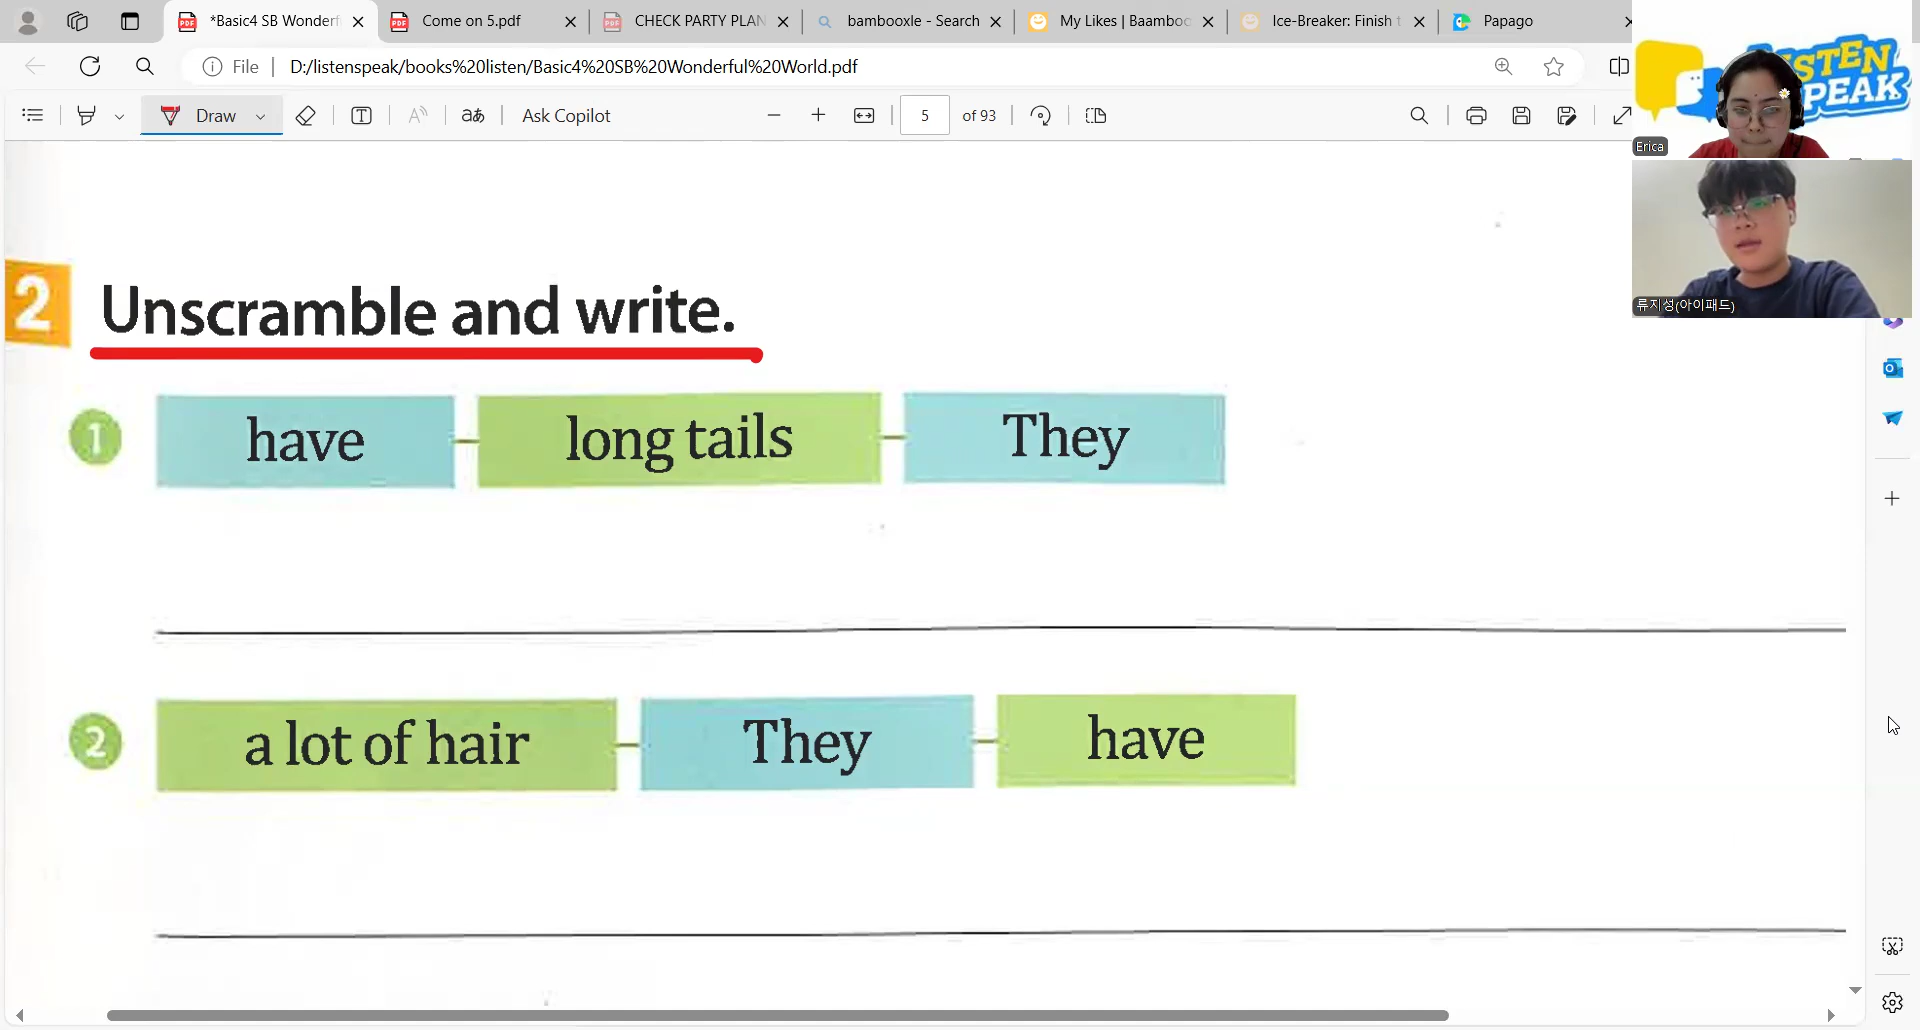 *Basic4 SB Wonderf
Come on 5.pdf
CHECK PARTY PLAN
bambooxle - Search
My Likes | Baamboo
Ice-Breaker: Finish t
Papago
File
D:/listenspeak/books%20listen/Basic4%20SB%20Wonderful%20World.pdf
Draw
Ask Copilot
5
of 93
LISTEN
SPEAK
Erica
류지성(아이패드)
2 Unscramble and write.
1 have long tails They
2 a lot of hair They have